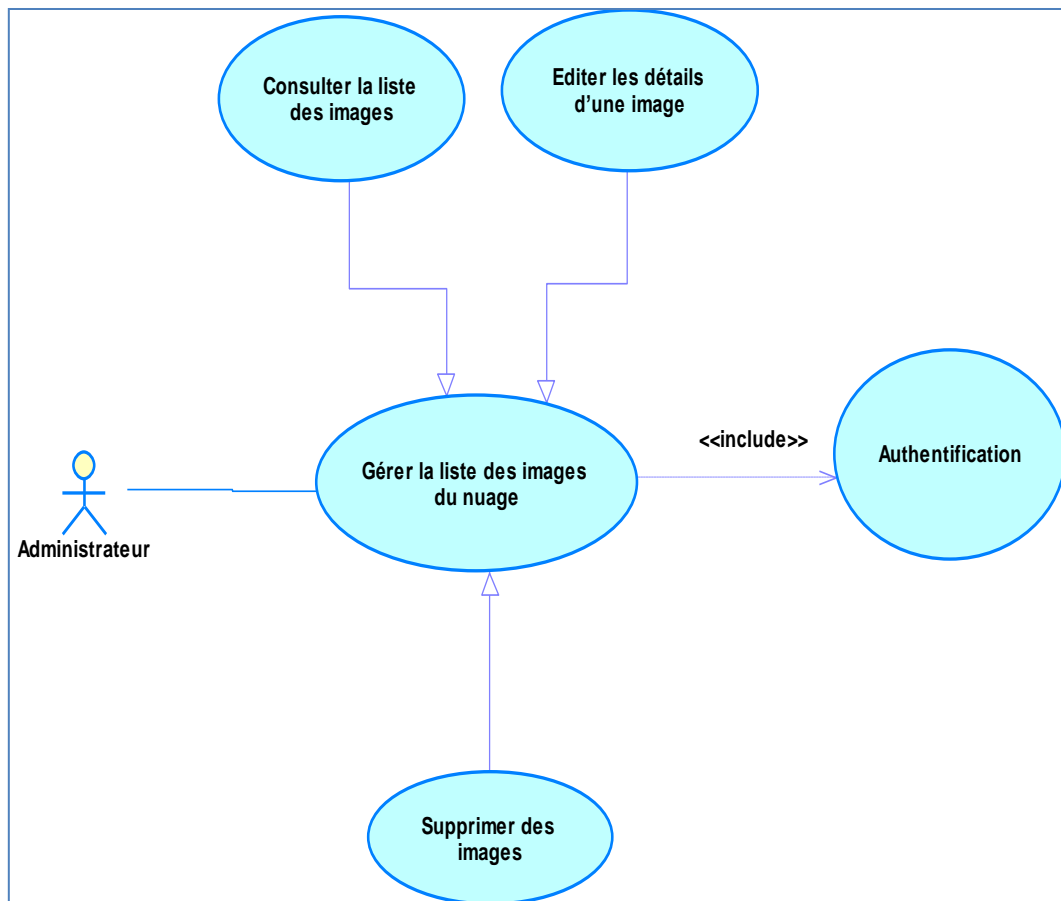 Consulter la liste
des images
Editer les détails
d'une image
<<include>>
Authentification
Gérer la liste des images
du nuage
Administrateur
Supprimer des
images